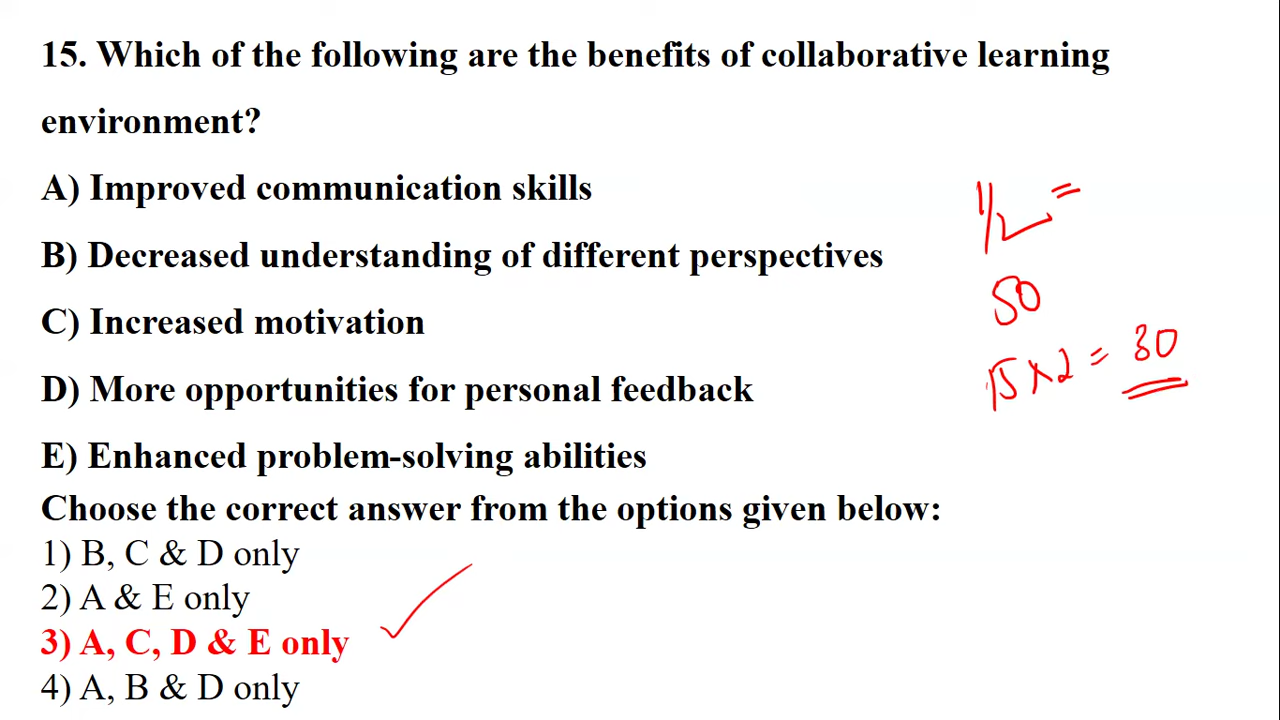 15. Which of the following are the benefits of collaborative learning
environment?
A) Improved communication skills
B) Decreased understanding of different perspectives
C) Increased motivation
D) More opportunities for personal feedback
E) Enhanced problem-solving abilities
Choose the correct answer from the options given below:
1) B, C & D only
2) A & E only
3) A, C, D & E only
4) A, B & D only
1/2 =
50
15 x 2 = 30